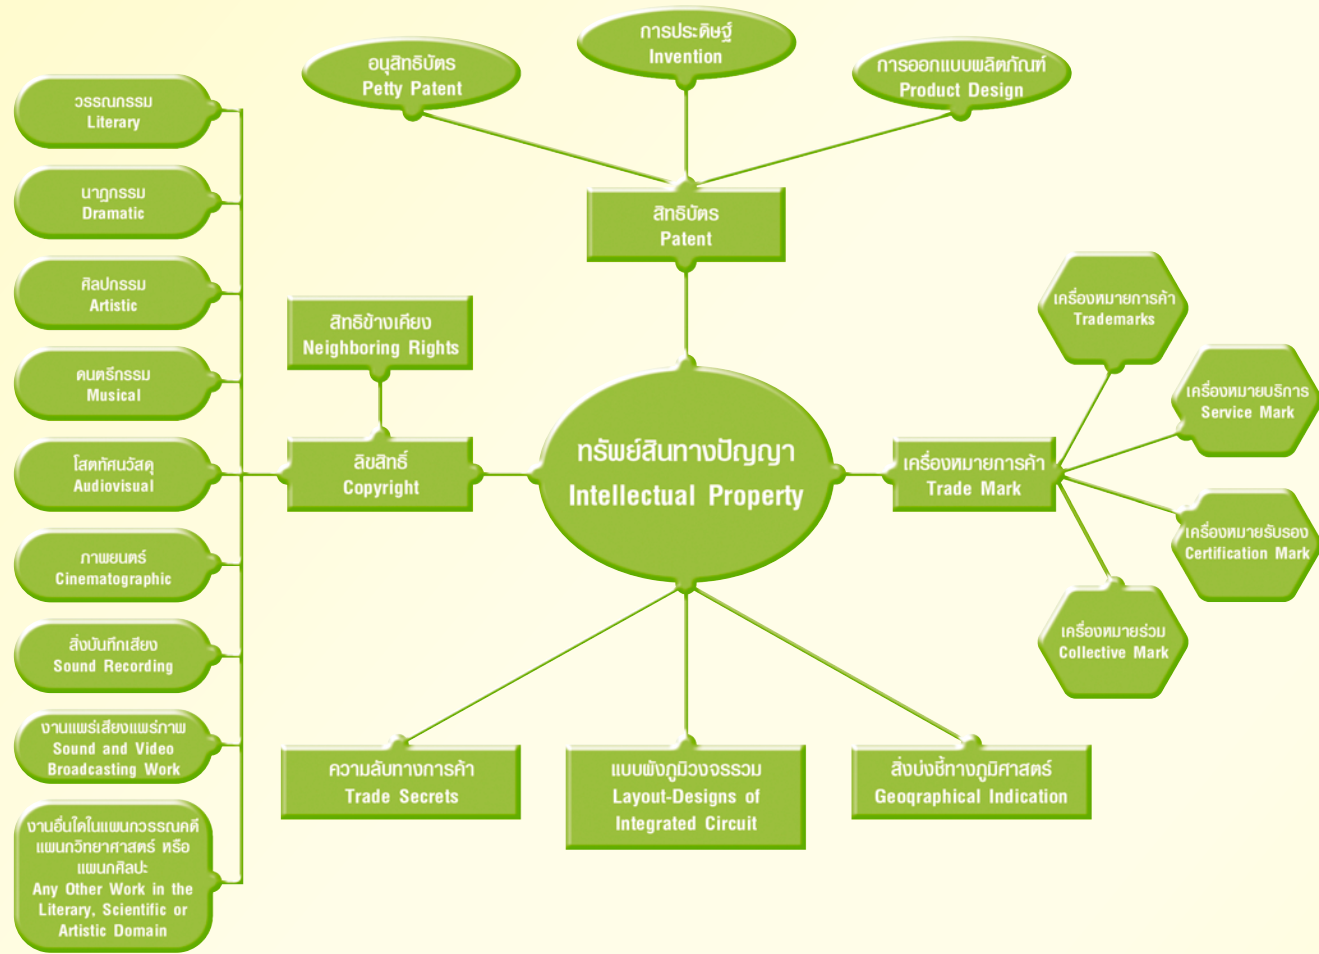 การประดิษฐ์
Invention
อนุสิทธิบัตร
Petty Patent
การออกแบบผลิตภัณฑ์
Product Design
สิทธิบัตร
Patent
วรรณกรรม
Literary
นาฏกรรม
Dramatic
ศิลปกรรม
Artistic
ดนตรีกรรม
Musical
โสตทัศนวัสดุ
Audiovisual
ภาพยนตร์
Cinematographic
สิ่งบันทึกเสียง
Sound Recording
งานแพร่เสียงแพร่ภาพ
Sound and Video
Broadcasting Work
งานอื่นใดในแผนกวรรณคดี
แผนกวิทยาศาสตร์ หรือ
แผนกศิลปะ
Any Other Work in the
Literary, Scientific or
Artistic Domain
สิทธิข้างเคียง
Neighboring Rights
ลิขสิทธิ์
Copyright
ทรัพย์สินทางปัญญา
Intellectual Property
เครื่องหมายการค้า
Trade Mark
เครื่องหมายการค้า
Trademarks
เครื่องหมายบริการ
Service Mark
เครื่องหมายรับรอง
Certification Mark
เครื่องหมายร่วม
Collective Mark
ความลับทางการค้า
Trade Secrets
แบบผังภูมิวงจรรวม
Layout-Designs of
Integrated Circuit
สิ่งบ่งชี้ทางภูมิศาสตร์
Geoqraphical Indication